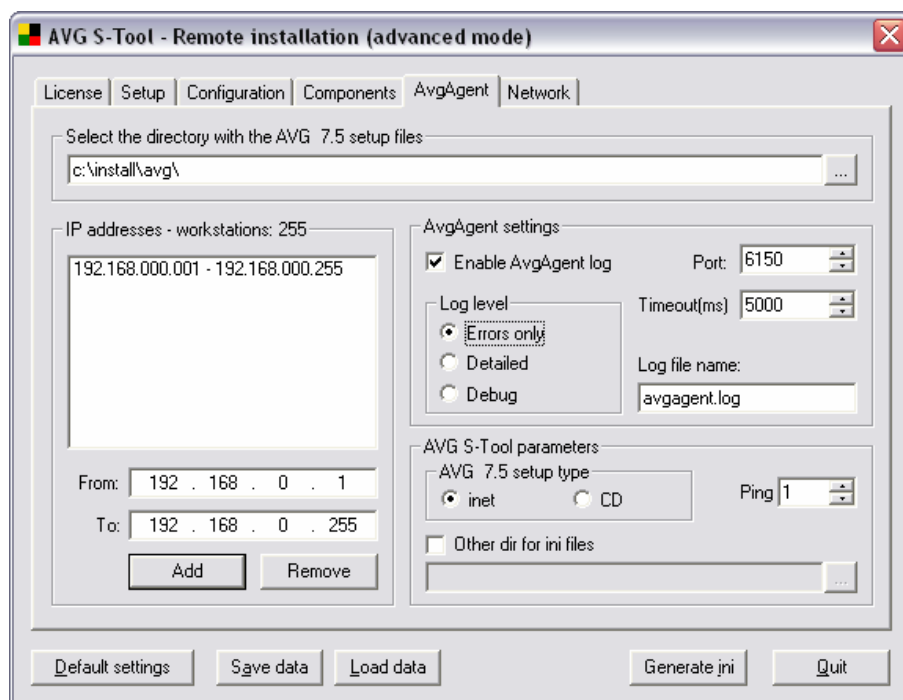 AVG S-Tool - Remote installation (advanced mode)
License Setup Configuration Components AvgAgent Network
Select the directory with the AVG 7.5 setup files
c:\install\avg\ ...
IP addresses - workstations: 255
192.168.000.001 - 192.168.000.255
From: 192 . 168 . 0 . 1
To: 192 . 168 . 0 . 255
Add Remove
AvgAgent settings
Enable AvgAgent log Port: 6150
Log level Timeout(ms) 5000
Errors only
Detailed Log file name:
Debug avgagent.log
AVG S-Tool parameters
AVG 7.5 setup type
inet CD Ping 1
Other dir for ini files
...
Default settings Save data Load data Generate ini Quit